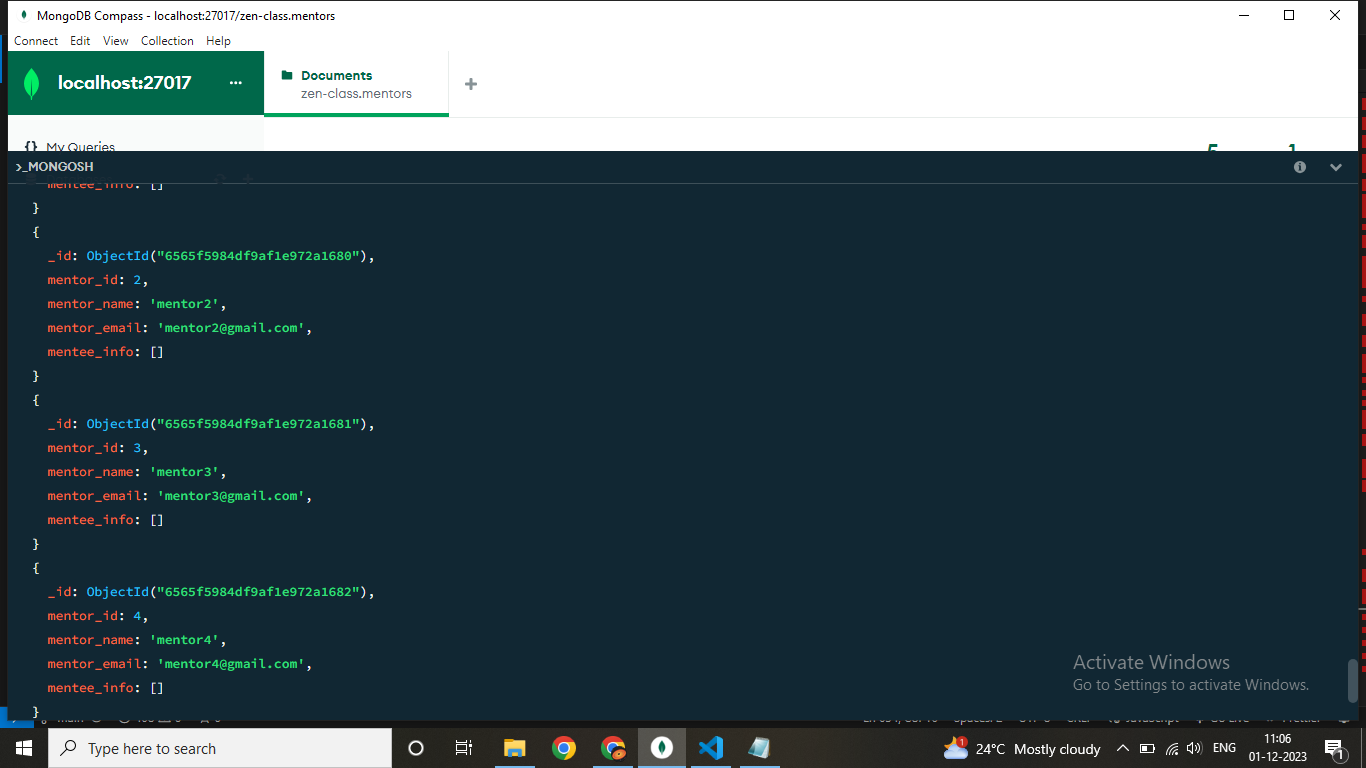 MongoDB Compass - localhost:27017/zen-class.mentors
Connect Edit View Collection Help
localhost:27017 ...
Documents
zen-class.mentors
{} My Queries
5 1
>_MONGOSH
mentee_info: []
}
{
_id: ObjectId("6565f5984df9af1e972a1680"),
mentor_id: 2,
mentor_name: 'mentor2',
mentor_email: 'mentor2@gmail.com',
mentee_info: []
}
{
_id: ObjectId("6565f5984df9af1e972a1681"),
mentor_id: 3,
mentor_name: 'mentor3',
mentor_email: 'mentor3@gmail.com',
mentee_info: []
}
{
_id: ObjectId("6565f5984df9af1e972a1682"),
mentor_id: 4,
mentor_name: 'mentor4',
mentor_email: 'mentor4@gmail.com',
mentee_info: []
}
Activate Windows
Go to Settings to activate Windows.
Type here to search
1
24°C Mostly cloudy
ENG
11:06
01-12-2023
1